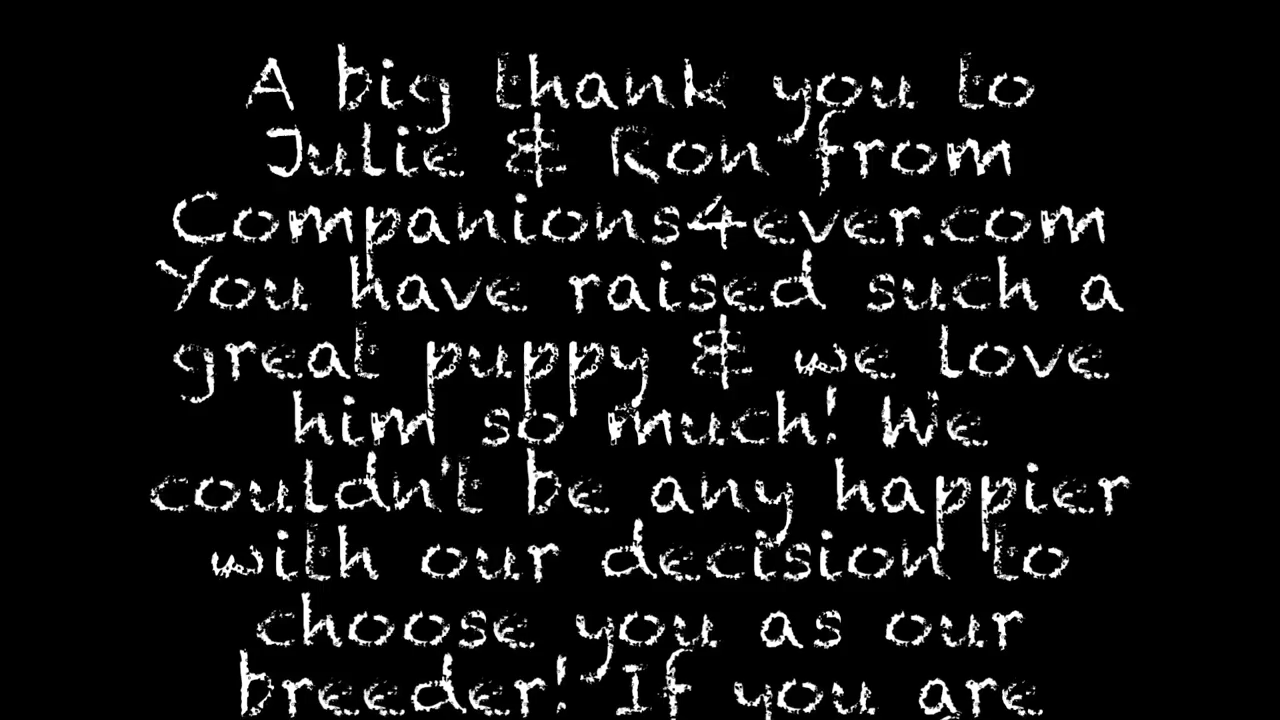 A big thank you to
Julie & Ron from
Companions4ever.com
You have raised such a
great puppy & we love
him so much! We
couldn't be any happier
with our decision to
choose you as our
breeder! If you are